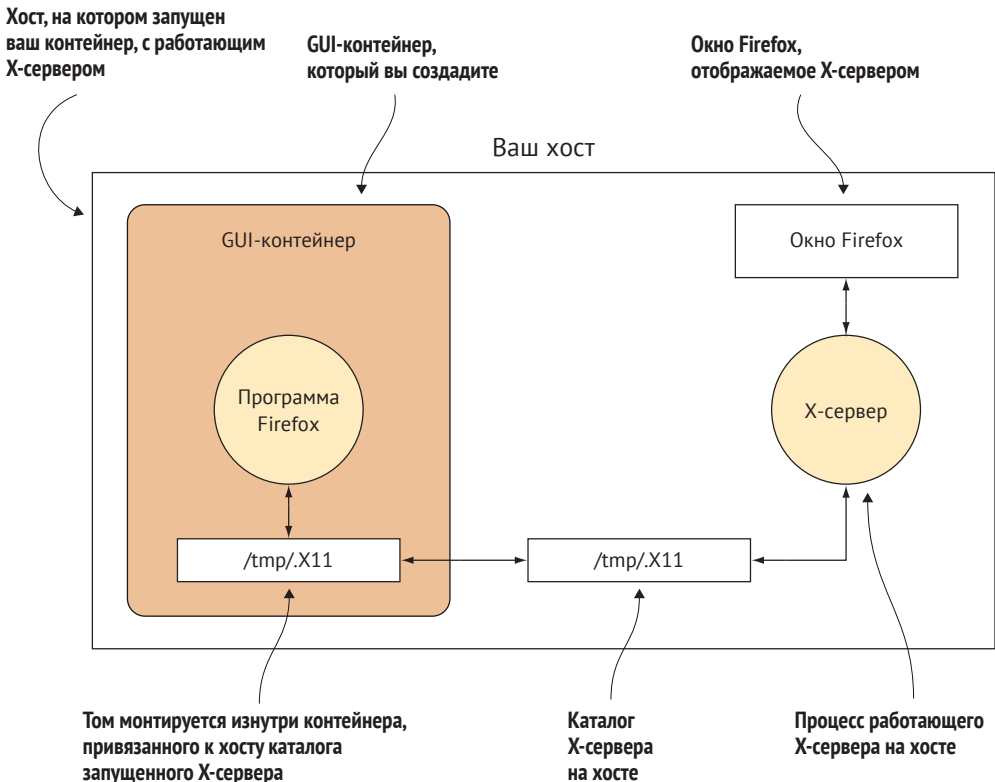 Хост, на котором запущен
ваш контейнер, с работающим
X-сервером
GUI-контейнер,
который вы создадите
Окно Firefox,
отображаемое X-сервером
Ваш хост
GUI-контейнер
Окно Firefox
Программа
Firefox
X-сервер
/tmp/.X11
/tmp/.X11
Том монтируется изнутри контейнера,
привязанного к хосту каталога
запущенного X-сервера
Каталог
X-сервера
на хосте
Процесс работающего
X-сервера на хосте